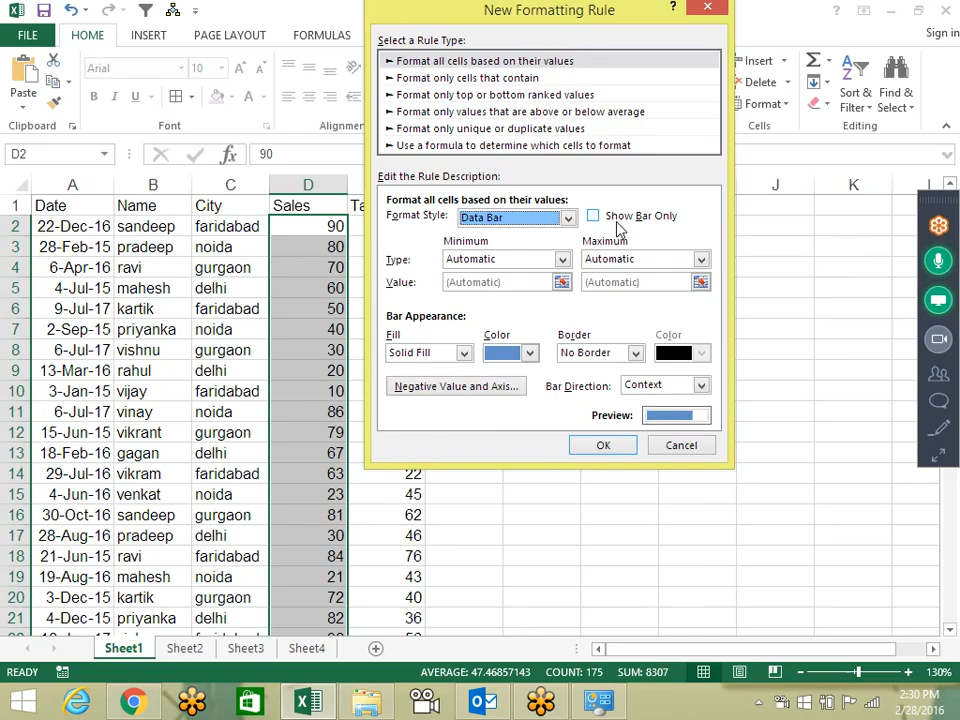 New Formatting Rule
?
FILE HOME INSERT PAGE LAYOUT FORMULAS
Sign in
Select a Rule Type:
► Format all cells based on their values
► Format only cells that contain
► Format only top or bottom ranked values
► Format only values that are above or below average
► Format only unique or duplicate values
► Use a formula to determine which cells to format
Paste
Arial 10
B I U
Insert
Delete
Format
Sort & Filter
Find & Select
Clipboard Font Alignmen Cells Editing
D2 fx 90
Edit the Rule Description:
Format all cells based on their values:
Format Style: Data Bar Show Bar Only
Minimum Maximum
Type: Automatic Automatic
Value: (Automatic) (Automatic)
Bar Appearance:
Fill Color Border Color
Solid Fill No Border
Negative Value and Axis... Bar Direction: Context
Preview:
OK Cancel
A B C D J K L
1 Date Name City Sales Ta
2 22-Dec-16 sandeep faridabad 90
3 28-Feb-15 pradeep noida 80
4 6-Apr-16 ravi gurgaon 70
5 4-Jul-15 mahesh delhi 60
6 9-Jul-17 kartik faridabad 50
7 2-Sep-15 priyanka noida 40
8 6-Jul-17 vishnu gurgaon 30
9 13-Mar-16 rahul delhi 20
10 3-Jan-15 vijay faridabad 10
11 6-Jul-17 vinay noida 86
12 15-Jun-15 vikrant gurgaon 79
13 18-Feb-16 gagan delhi 67
14 29-Jul-16 vikram faridabad 63 22
15 4-Jun-16 venkat noida 23 45
16 30-Oct-16 sandeep gurgaon 81 62
17 28-Aug-16 pradeep delhi 30 46
18 21-Jun-15 ravi faridabad 84 76
19 19-Aug-16 mahesh noida 21 43
20 3-Dec-16 kartik gurgaon 72 40
21 4-Dec-15 priyanka delhi 82 36
Sheet1 Sheet2 Sheet3 Sheet4
READY AVERAGE: 47.46857143 COUNT: 175 SUM: 8307 130%
2:30 PM
2/28/2016